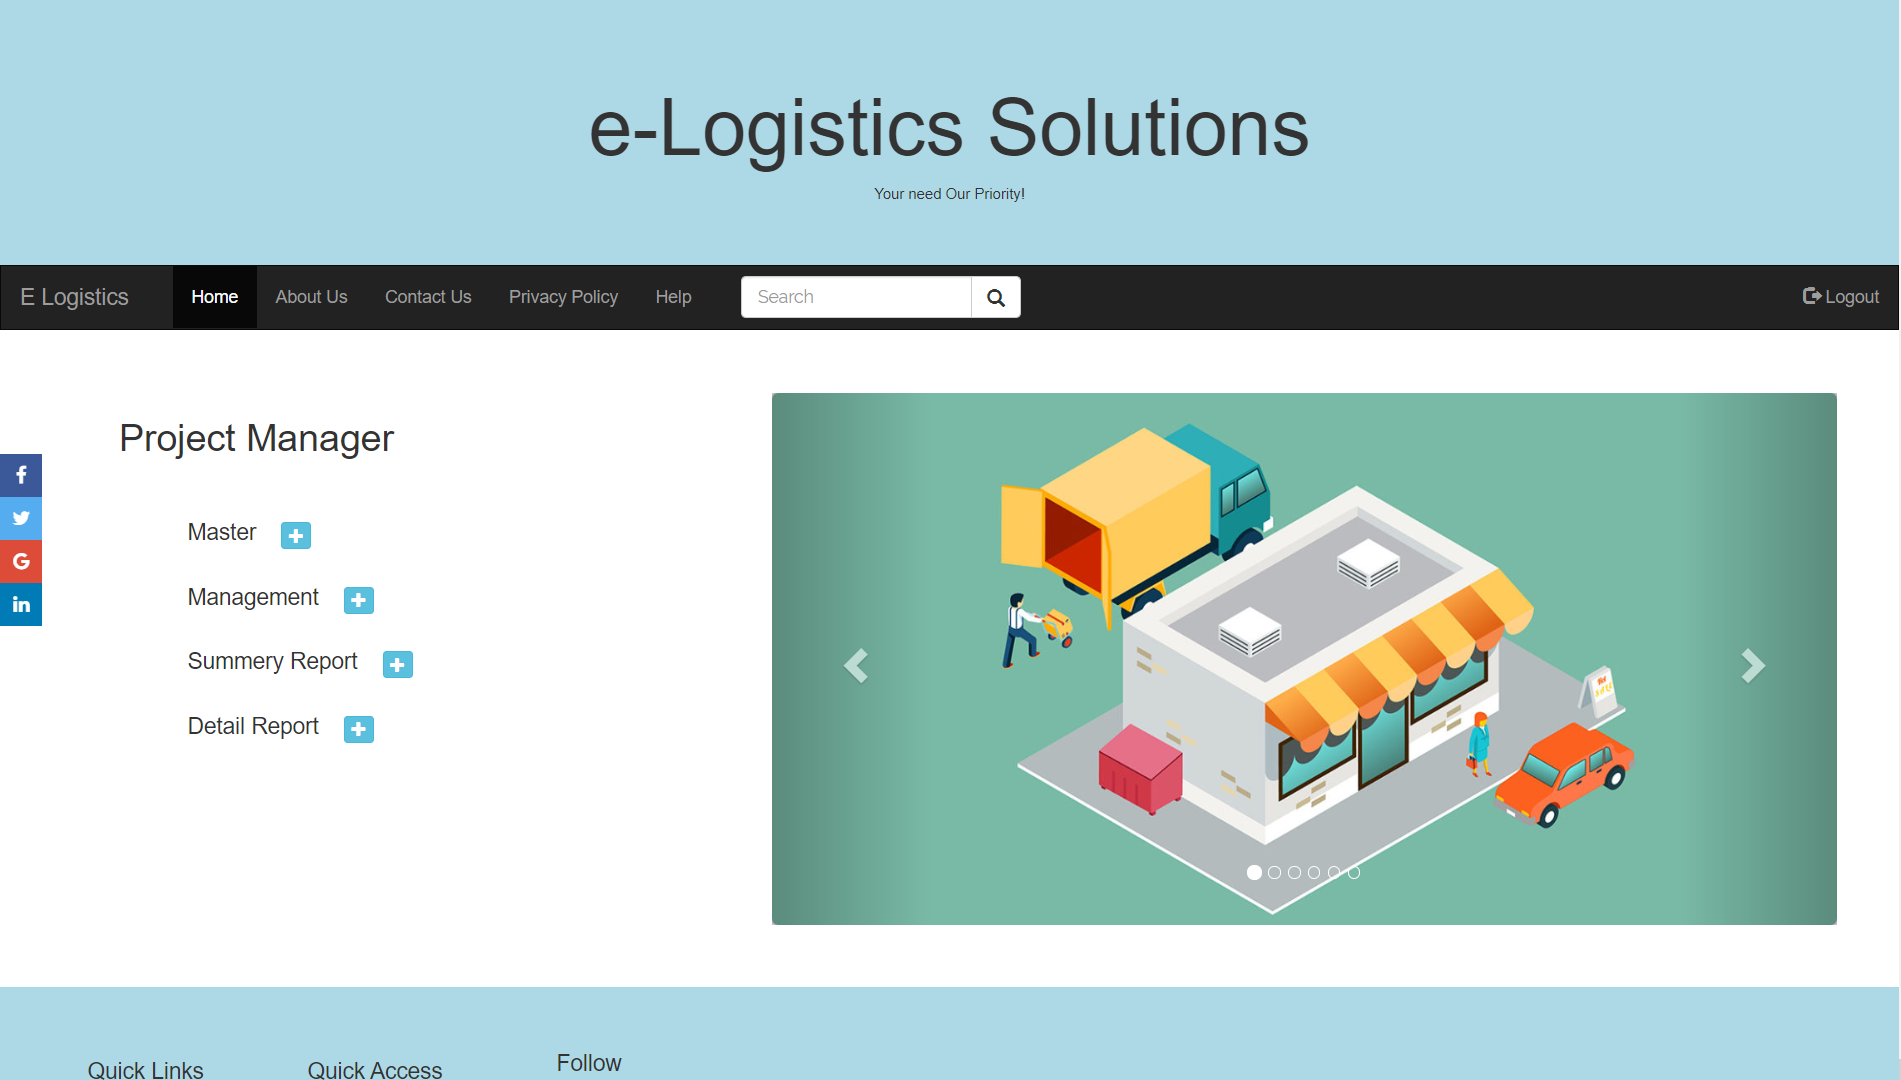 e-Logistics Solutions
Your need Our Priority!
E Logistics Home About Us Contact Us Privacy Policy Help Search Logout
Project Manager
Master
Management
Summery Report
Detail Report
Quick Links Quick Access Follow